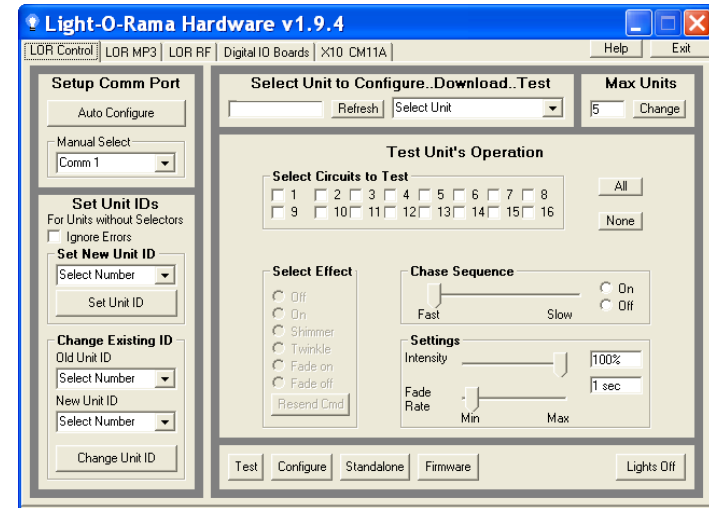 Light-O-Rama Hardware v1.9.4
LOR Control LOR MP3 LOR RF Digital IO Boards X10 CM11A Help Exit
Setup Comm Port
Auto Configure
Manual Select
Comm 1
Set Unit IDs
For Units without Selectors
Ignore Errors
Set New Unit ID
Select Number
Set Unit ID
Change Existing ID
Old Unit ID
Select Number
New Unit ID
Select Number
Change Unit ID
Select Unit to Configure..Download..Test
Refresh Select Unit
Max Units
5 Change
Test Unit's Operation
Select Circuits to Test
1 2 3 4 5 6 7 8
9 10 11 12 13 14 15 16
All
None
Select Effect
Off
On
Shimmer
Twinkle
Fade on
Fade off
Resend Cmd
Chase Sequence
Fast Slow
On
Off
Settings
Intensity 100%
1 sec
Fade
Rate
Min Max
Test Configure Standalone Firmware Lights Off